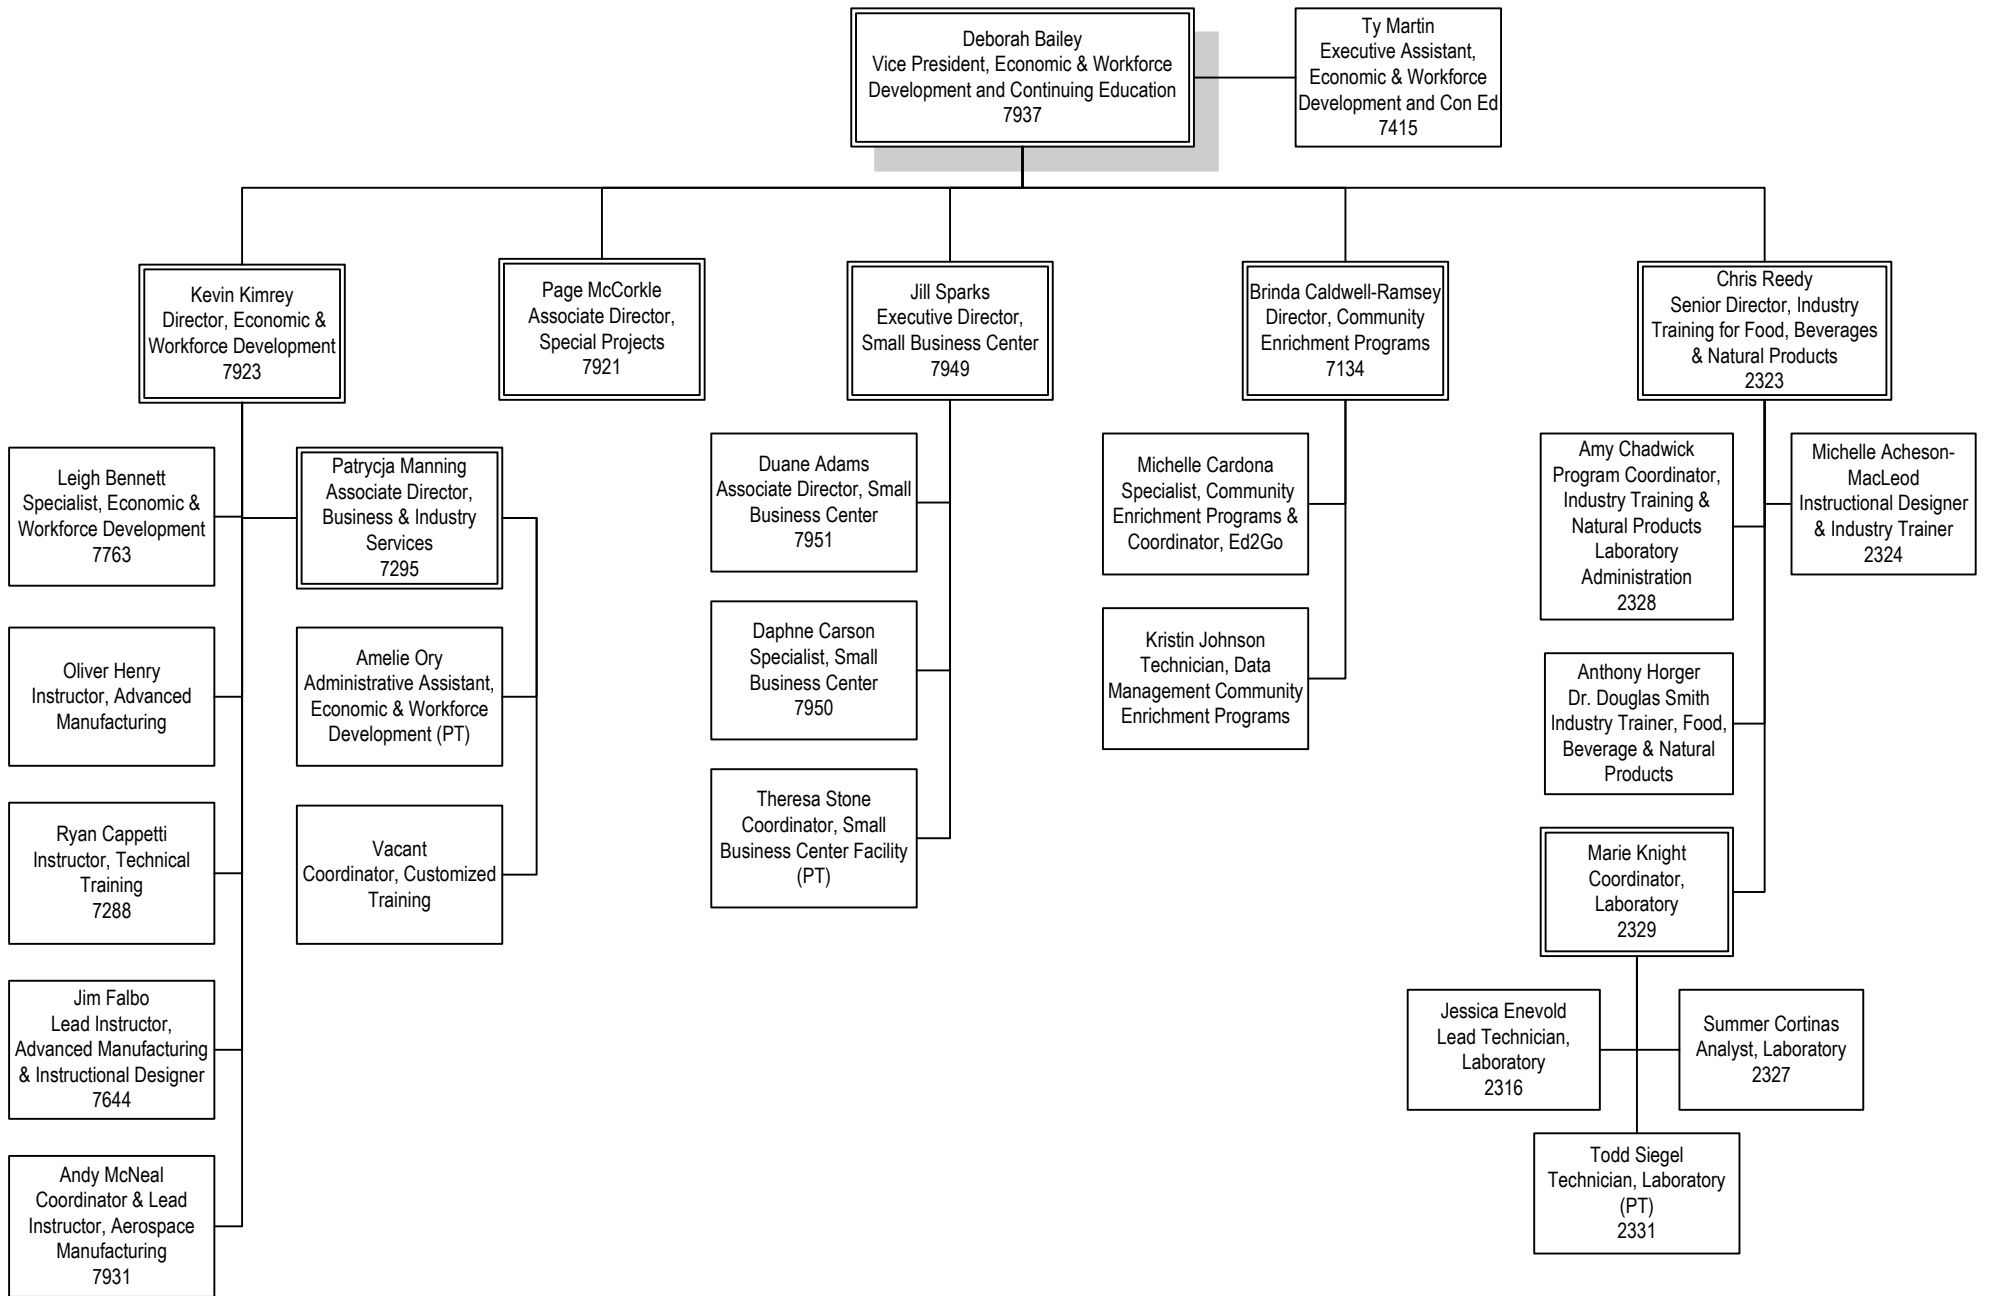 Deborah Bailey
Vice President, Economic & Workforce
Development and Continuing Education
7937
Ty Martin
Executive Assistant,
Economic & Workforce
Development and Con Ed
7415
Kevin Kimrey
Director, Economic &
Workforce Development
7923
Page McCorkle
Associate Director,
Special Projects
7921
Jill Sparks
Executive Director,
Small Business Center
7949
Brinda Caldwell-Ramsey
Director, Community
Enrichment Programs
7134
Chris Reedy
Senior Director, Industry
Training for Food, Beverages
& Natural Products
2323
Leigh Bennett
Specialist, Economic &
Workforce Development
7763
Patrycja Manning
Associate Director,
Business & Industry
Services
7295
Duane Adams
Associate Director, Small
Business Center
7951
Michelle Cardona
Specialist, Community
Enrichment Programs &
Coordinator, Ed2Go
Amy Chadwick
Program Coordinator,
Industry Training &
Natural Products
Laboratory
Administration
2328
Michelle Acheson-
MacLeod
Instructional Designer
& Industry Trainer
2324
Oliver Henry
Instructor, Advanced
Manufacturing
Amelie Ory
Administrative Assistant,
Economic & Workforce
Development (PT)
Daphne Carson
Specialist, Small
Business Center
7950
Kristin Johnson
Technician, Data
Management Community
Enrichment Programs
Anthony Horger
Dr. Douglas Smith
Industry Trainer, Food,
Beverage & Natural
Products
Ryan Cappetti
Instructor, Technical
Training
7288
Vacant
Coordinator, Customized
Training
Theresa Stone
Coordinator, Small
Business Center Facility
(PT)
Marie Knight
Coordinator,
Laboratory
2329
Jim Falbo
Lead Instructor,
Advanced Manufacturing
& Instructional Designer
7644
Jessica Enevold
Lead Technician,
Laboratory
2316
Summer Cortinas
Analyst, Laboratory
2327
Andy McNeal
Coordinator & Lead
Instructor, Aerospace
Manufacturing
7931
Todd Siegel
Technician, Laboratory
(PT)
2331